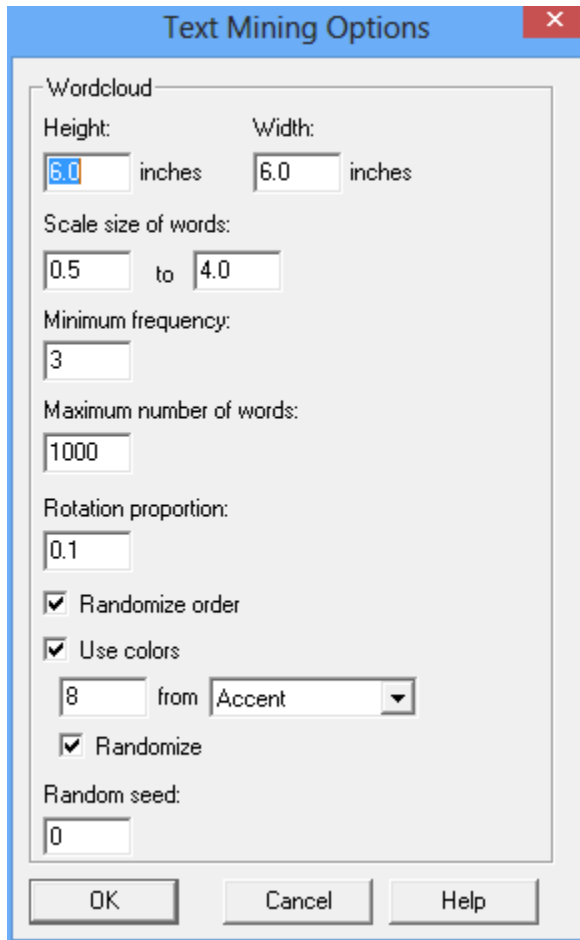 Text Mining Options
Wordcloud
Height: Width:
6.0 inches 6.0 inches
Scale size of words:
0.5 to 4.0
Minimum frequency:
3
Maximum number of words:
1000
Rotation proportion:
0.1
Randomize order
Use colors
8 from Accent
Randomize
Random seed:
0
OK Cancel Help